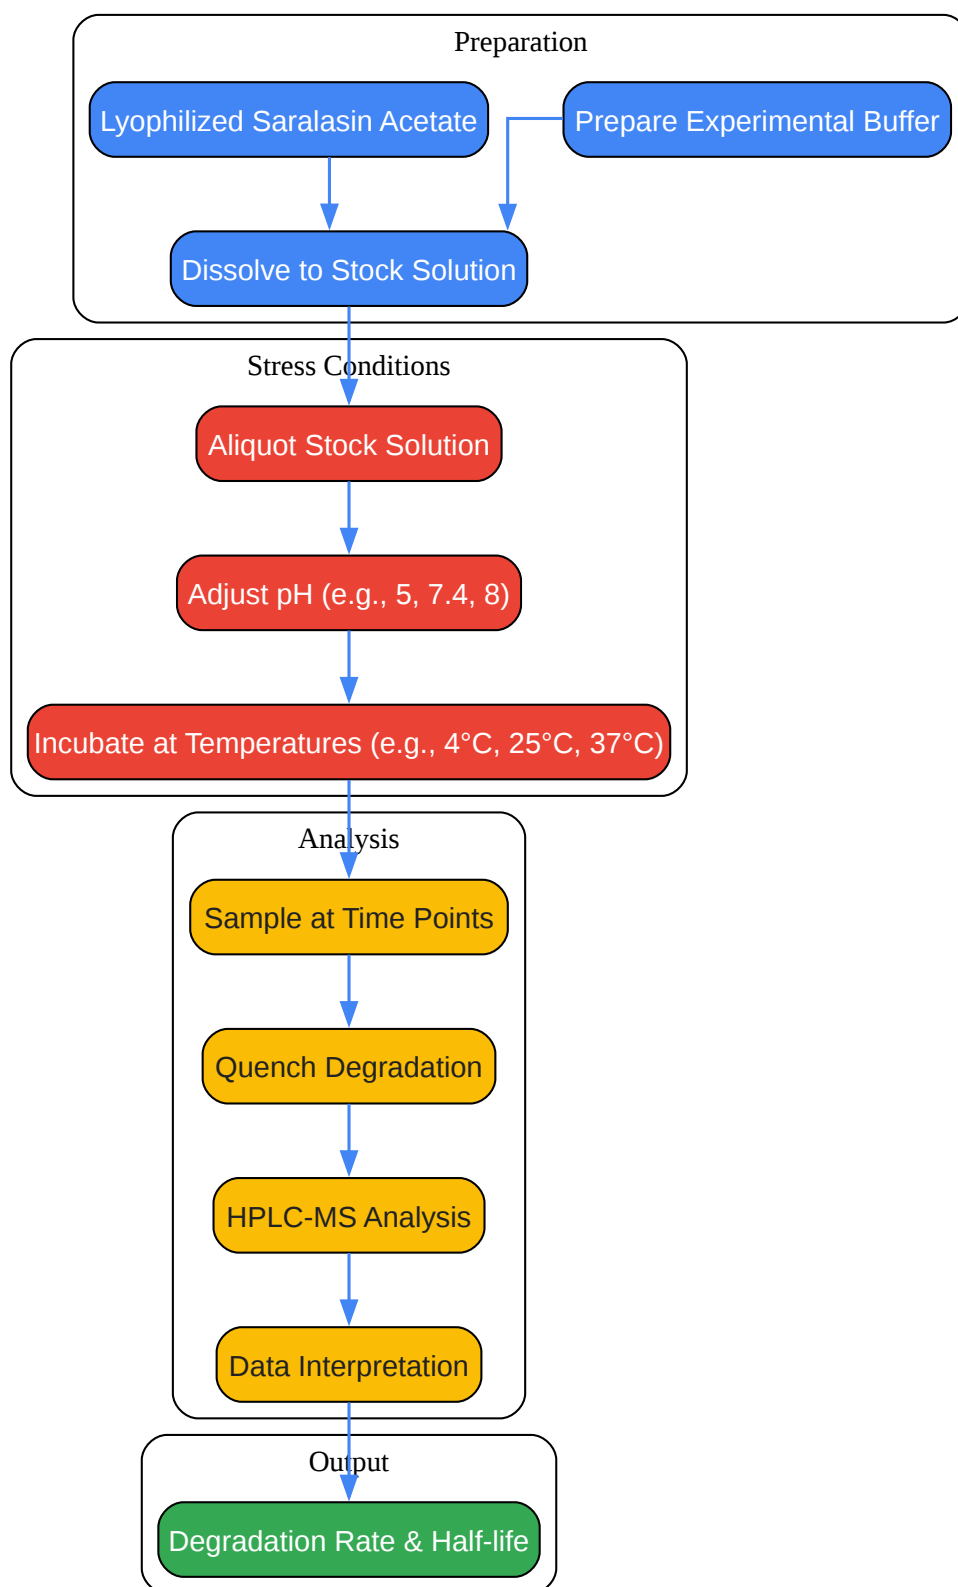 Preparation
Lyophilized Saralasin Acetate
Prepare Experimental Buffer
Dissolve to Stock Solution
Stress Conditions
Aliquot Stock Solution
Adjust pH (e.g., 5, 7.4, 8)
Incubate at Temperatures (e.g., 4°C, 25°C, 37°C)
Analysis
Sample at Time Points
Quench Degradation
HPLC-MS Analysis
Data Interpretation
Output
Degradation Rate & Half-life